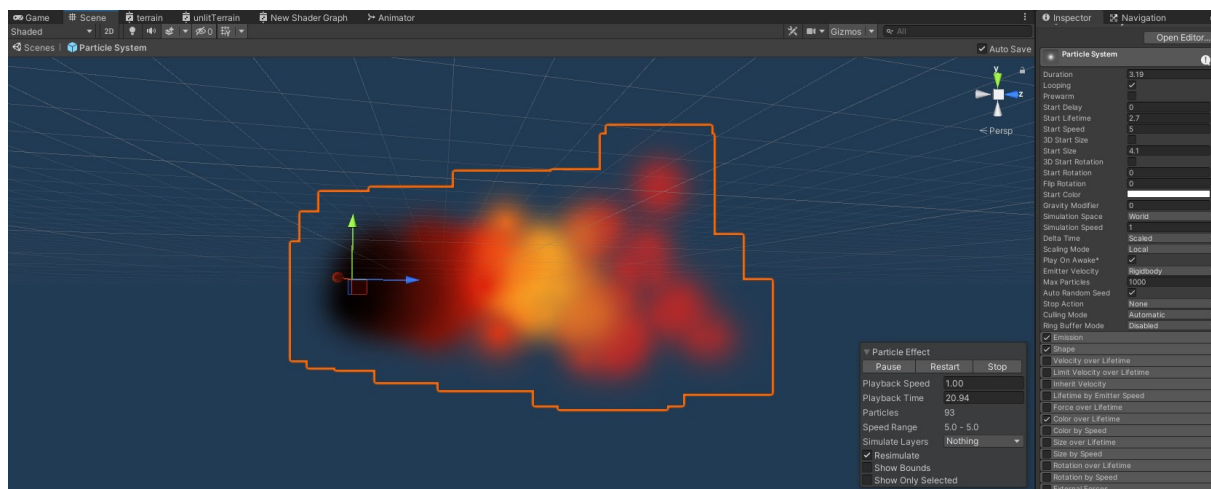 Game Scene terrain unlitTerrain New Shader Graph Animator
Shaded 2D 0 Gizmos All
Scenes Particle System Auto Save
y
z
Persp
Particle Effect
Pause Restart Stop
Playback Speed 1.00
Playback Time 20.94
Particles 93
Speed Range 5.0 - 5.0
Simulate Layers Nothing
Resimulate
Show Bounds
Show Only Selected
Inspector Navigation
Open Editor...
Particle System
Duration 3.19
Looping
Prewarm
Start Delay 0
Start Lifetime 2.7
Start Speed 5
3D Start Size
Start Size 4.1
3D Start Rotation
Start Rotation 0
Flip Rotation 0
Start Color
Gravity Modifier 0
Simulation Space World
Simulation Speed 1
Delta Time Scaled
Scaling Mode Local
Play On Awake*
Emitter Velocity Rigidbody
Max Particles 1000
Auto Random Seed
Stop Action None
Culling Mode Automatic
Ring Buffer Mode Disabled
Emission
Shape
Velocity over Lifetime
Limit Velocity over Lifetime
Inherit Velocity
Lifetime by Emitter Speed
Force over Lifetime
Color over Lifetime
Color by Speed
Size over Lifetime
Size by Speed
Rotation over Lifetime
Rotation by Speed
External Forces